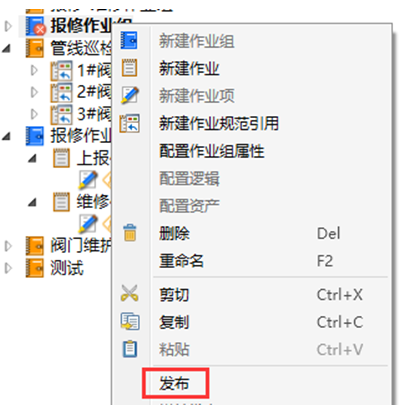 报修作业组
管线巡检
1#阀
2#阀
3#阀
报修作业
上报
维修
阀门维护
测试
新建作业组
新建作业
新建作业项
新建作业规范引用
配置作业组属性
配置逻辑
配置资产
删除 Del
重命名 F2
剪切 Ctrl+X
复制 Ctrl+C
粘贴 Ctrl+V
发布